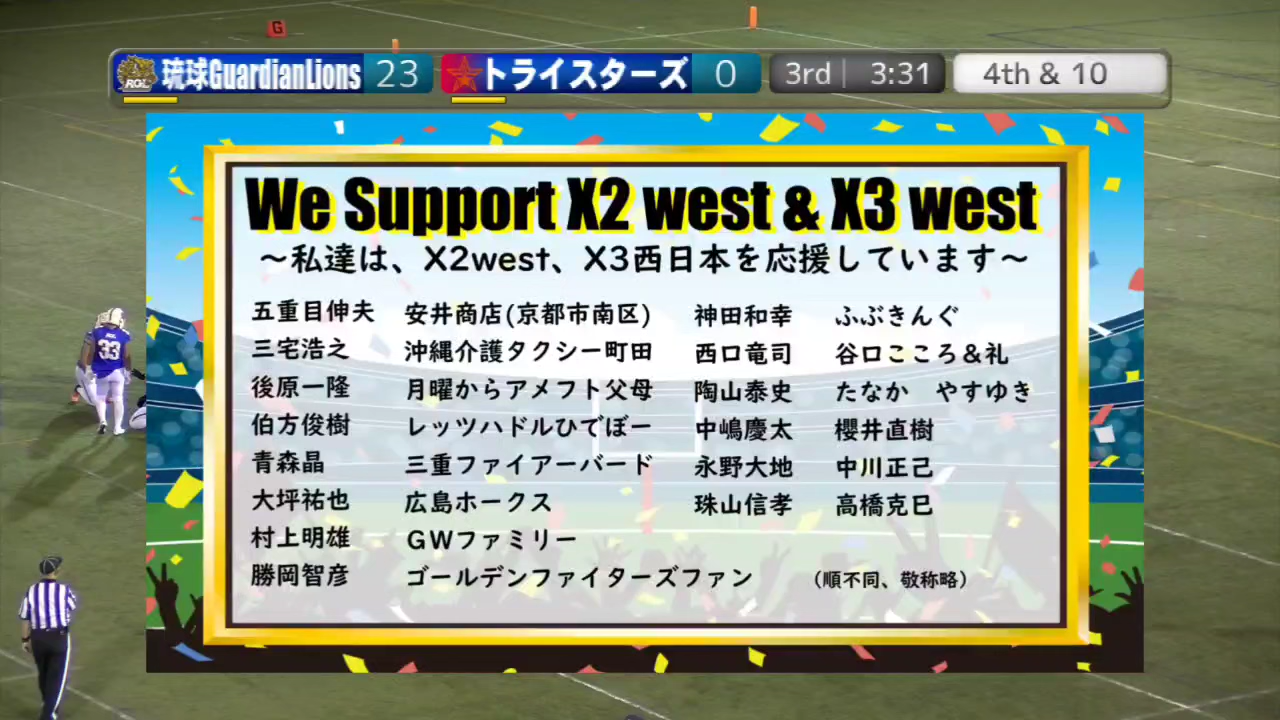 G
RGL 琉球GuardianLions 23 トライスターズ 0 3rd 3:31 4th & 10
We Support X2 west & X3 west
～私達は、X2west、X3西日本を応援しています～
五重目伸夫 安井商店(京都市南区) 神田和幸 ふぶきんぐ
三宅浩之 沖縄介護タクシー町田 西口竜司 谷口こころ＆礼
後原一隆 月曜からアメフト父母 陶山泰史 たなか やすゆき
伯方俊樹 レッツハドルひでぼー 中嶋慶太 櫻井直樹
青森晶 三重ファイアーバード 永野大地 中川正己
大坪祐也 広島ホークス 珠山信孝 高橋克巳
村上明雄 GWファミリー
勝岡智彦 ゴールデンファイターズファン （順不同、敬称略）
33